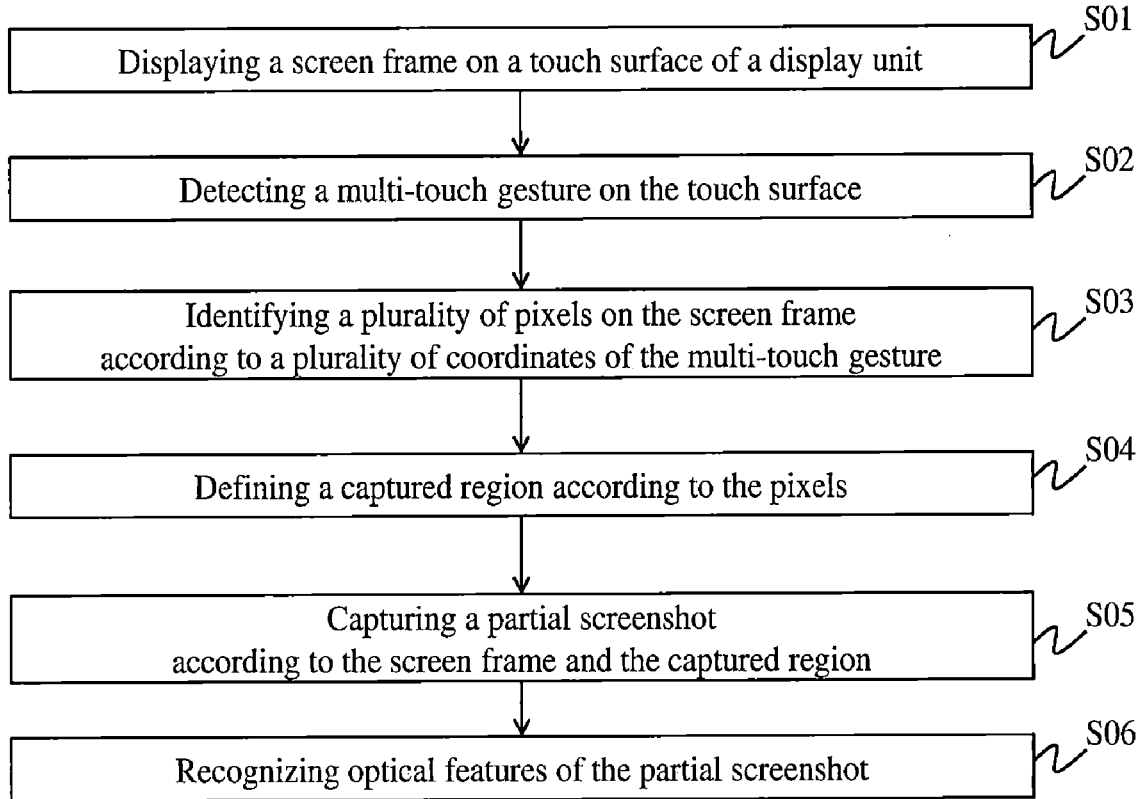 S01
Displaying a screen frame on a touch surface of a display unit
S02
Detecting a multi-touch gesture on the touch surface
S03
Identifying a plurality of pixels on the screen frame
according to a plurality of coordinates of the multi-touch gesture
S04
Defining a captured region according to the pixels
S05
Capturing a partial screenshot
according to the screen frame and the captured region
S06
Recognizing optical features of the partial screenshot